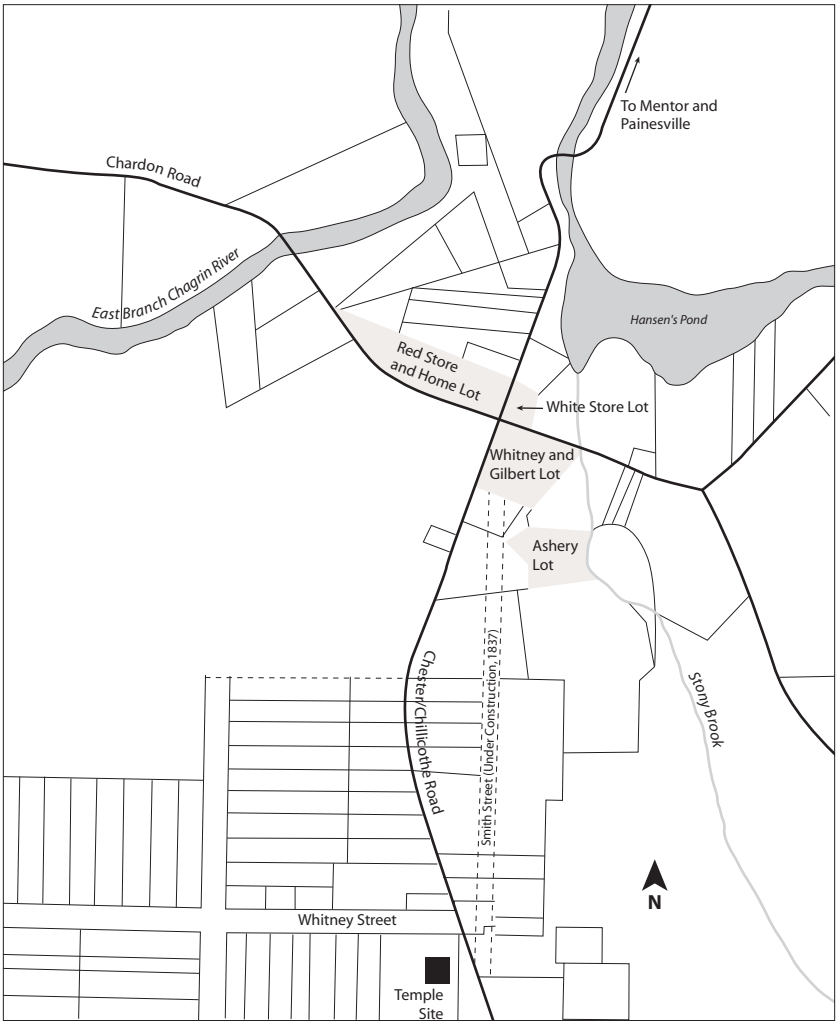 To Mentor and
Painesville
Chardon Road
East Branch Chagrin River
Hansen's Pond
Red Store
and Home Lot
White Store Lot
Whitney and
Gilbert Lot
Ashery
Lot
Chester/Chillicothe Road
Smith Street (Under Construction, 1837)
Stony Brook
N
Whitney Street
Temple
Site